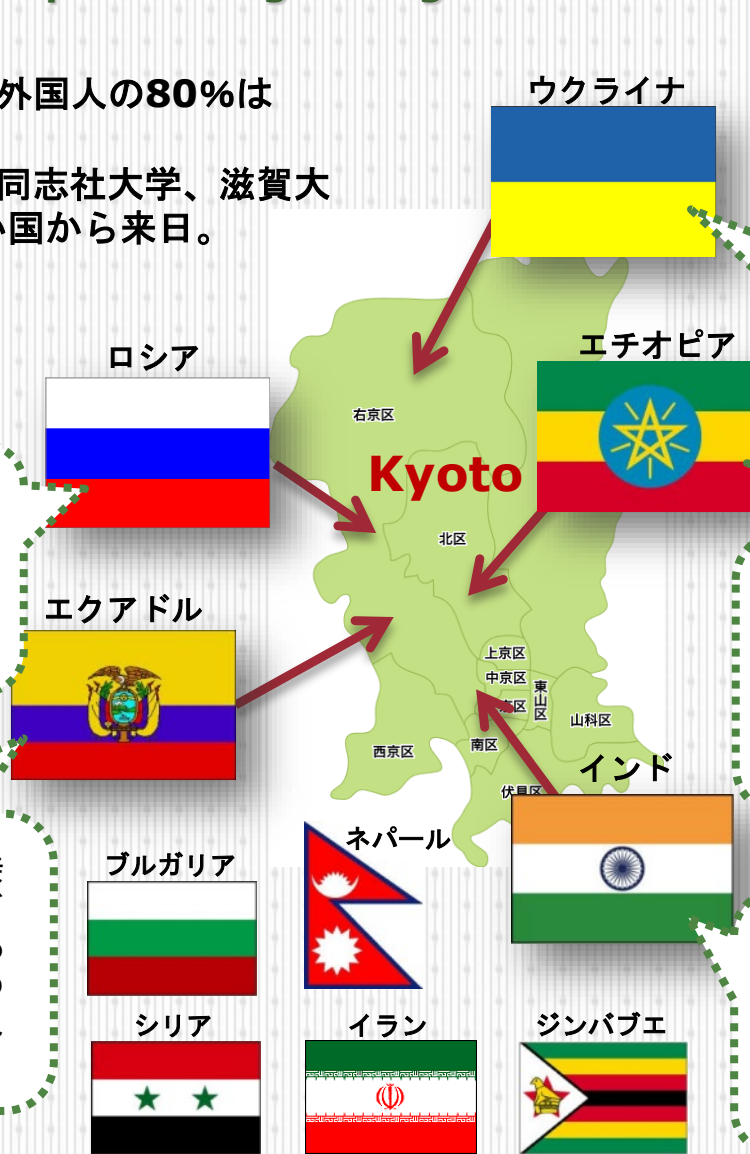 外国人の80%は
同志社大学、滋賀大
国から来日。
ウクライナ
ロシア
エチオピア
右京区
Kyoto
北区
エクアドル
上京区
中京区
東山区
山科区
西京区
南区
伏見区
インド
ネパール
ブルガリア
シリア
イラン
ジンバブエ